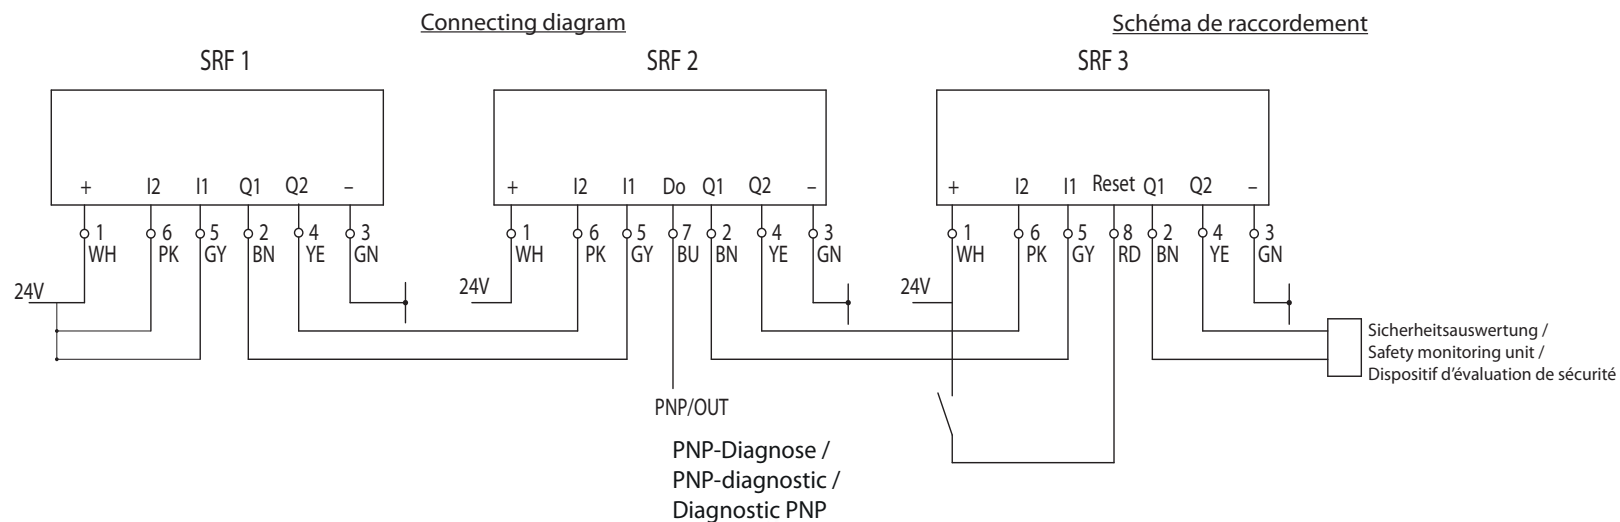 Connecting diagram
Schéma de raccordement
SRF 1
SRF 2
SRF 3
+ I2 I1 Q1 Q2 –
+ I2 I1 Do Q1 Q2 –
+ I2 I1 Reset Q1 Q2 –
1 6 5 2 4 3
WH PK GY BN YE GN
1 6 5 7 2 4 3
WH PK GY BU BN YE GN
1 6 5 8 2 4 3
WH PK GY RD BN YE GN
24V
24V
24V
Sicherheitsauswertung /
Safety monitoring unit /
Dispositif d’évaluation de sécurité
PNP/OUT
PNP-Diagnose /
PNP-diagnostic /
Diagnostic PNP